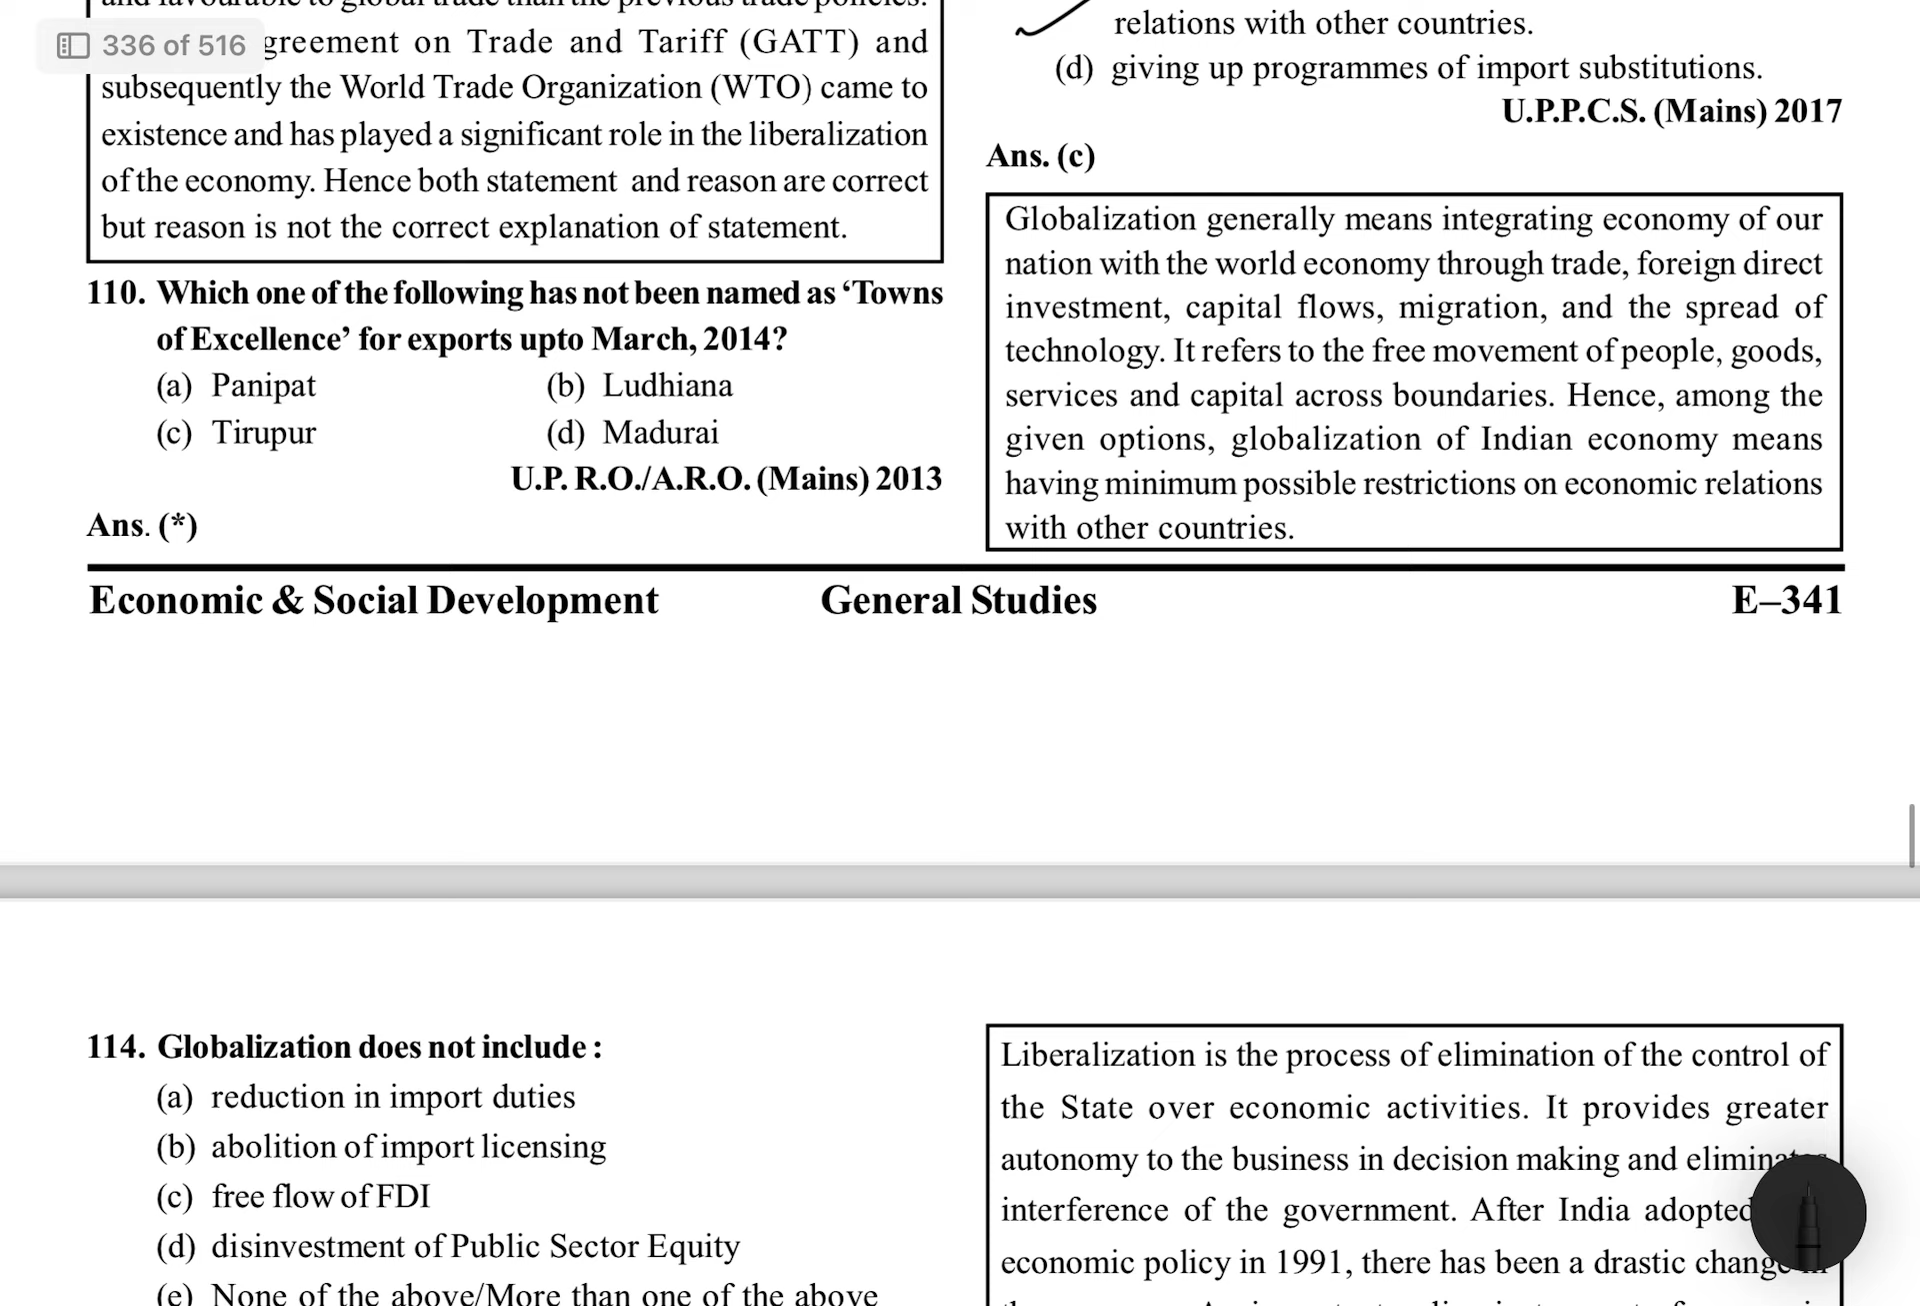 336 of 516
greement on Trade and Tariff (GATT) and
subsequently the World Trade Organization (WTO) came to
existence and has played a significant role in the liberalization
of the economy. Hence both statement and reason are correct
but reason is not the correct explanation of statement.
110. Which one of the following has not been named as ‘Towns
of Excellence’ for exports upto March, 2014?
(a) Panipat (b) Ludhiana
(c) Tirupur (d) Madurai
U.P. R.O./A.R.O. (Mains) 2013
Ans. (*)
relations with other countries.
(d) giving up programmes of import substitutions.
U.P.P.C.S. (Mains) 2017
Ans. (c)
Globalization generally means integrating economy of our
nation with the world economy through trade, foreign direct
investment, capital flows, migration, and the spread of
technology. It refers to the free movement of people, goods,
services and capital across boundaries. Hence, among the
given options, globalization of Indian economy means
having minimum possible restrictions on economic relations
with other countries.
Economic & Social Development General Studies E–341
114. Globalization does not include :
(a) reduction in import duties
(b) abolition of import licensing
(c) free flow of FDI
(d) disinvestment of Public Sector Equity
(e) None of the above/More than one of the above
Liberalization is the process of elimination of the control of
the State over economic activities. It provides greater
autonomy to the business in decision making and eliminates
interference of the government. After India adopted
economic policy in 1991, there has been a drastic change in